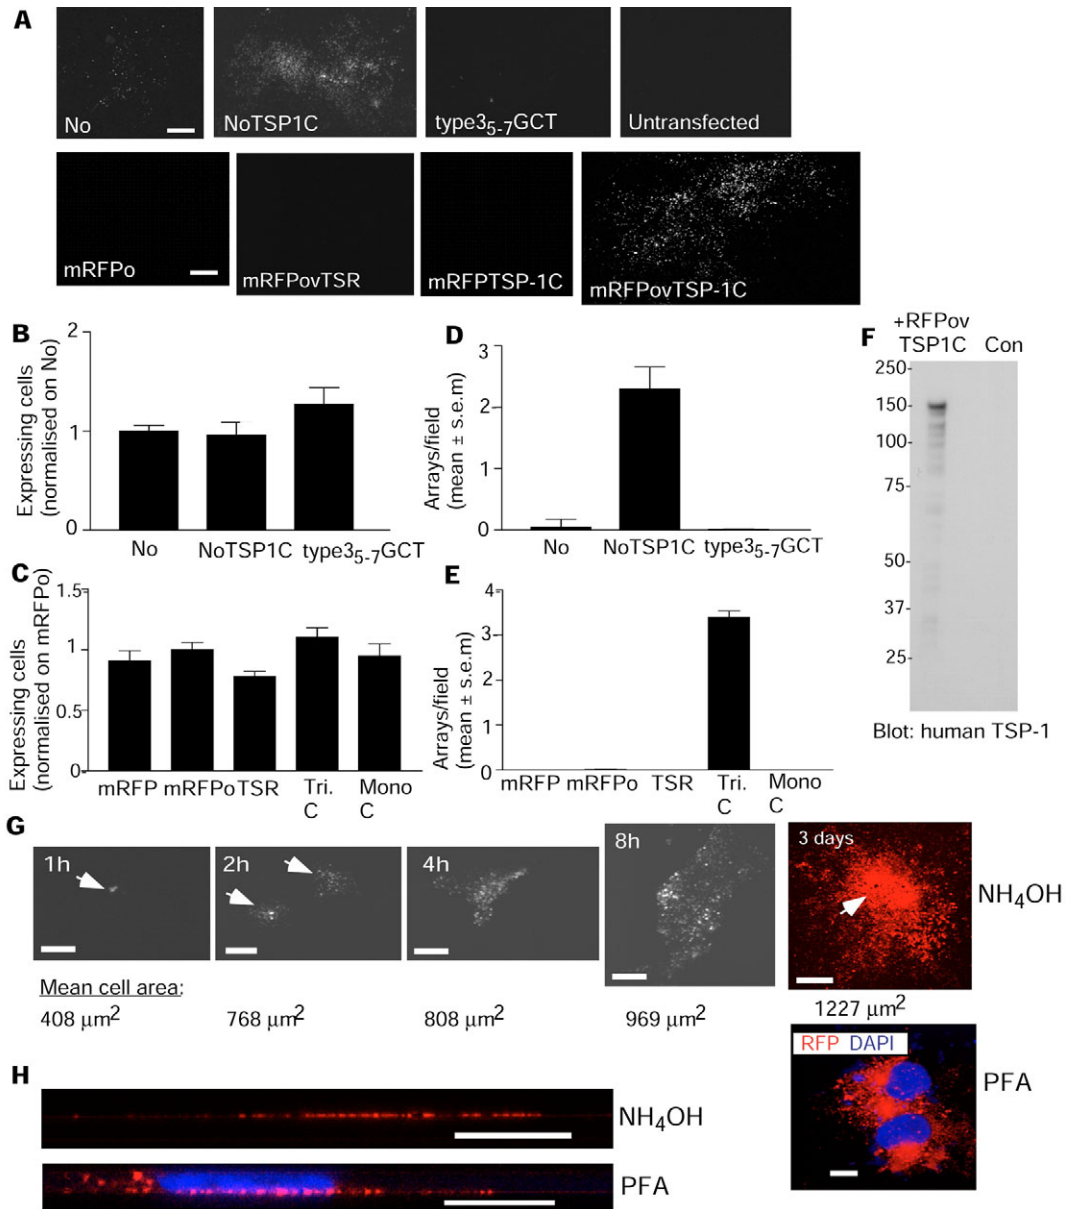 A
No
NoTSP1C
type3₅₋₇GCT
Untransfected
mRFPo
mRFPovTSR
mRFPTSP-1C
mRFPovTSP-1C
B
Expressing cells
(normalised on No)
2
1
0
No
NoTSP1C
type3₅₋₇GCT
D
Arrays/field
(mean ± s.e.m)
3
2
1
0
No
NoTSP1C
type3₅₋₇GCT
F
+RFPov
TSP1C
Con
250-
150-
100-
75-
50-
37-
25-
Blot: human TSP-1
C
Expressing cells
(normalised on mRFPo)
1.5
1
0.5
0
mRFP
mRFPo
TSR
Tri.
C
Mono
C
E
Arrays/field
(mean ± s.e.m)
4
3
2
1
0
mRFP
mRFPo
TSR
Tri.
C
Mono
C
G
1h
2h
4h
8h
3 days
NH₄OH
Mean cell area:
408 µm²
768 µm²
808 µm²
969 µm²
1227 µm²
RFP DAPI
PFA
H
NH₄OH
PFA